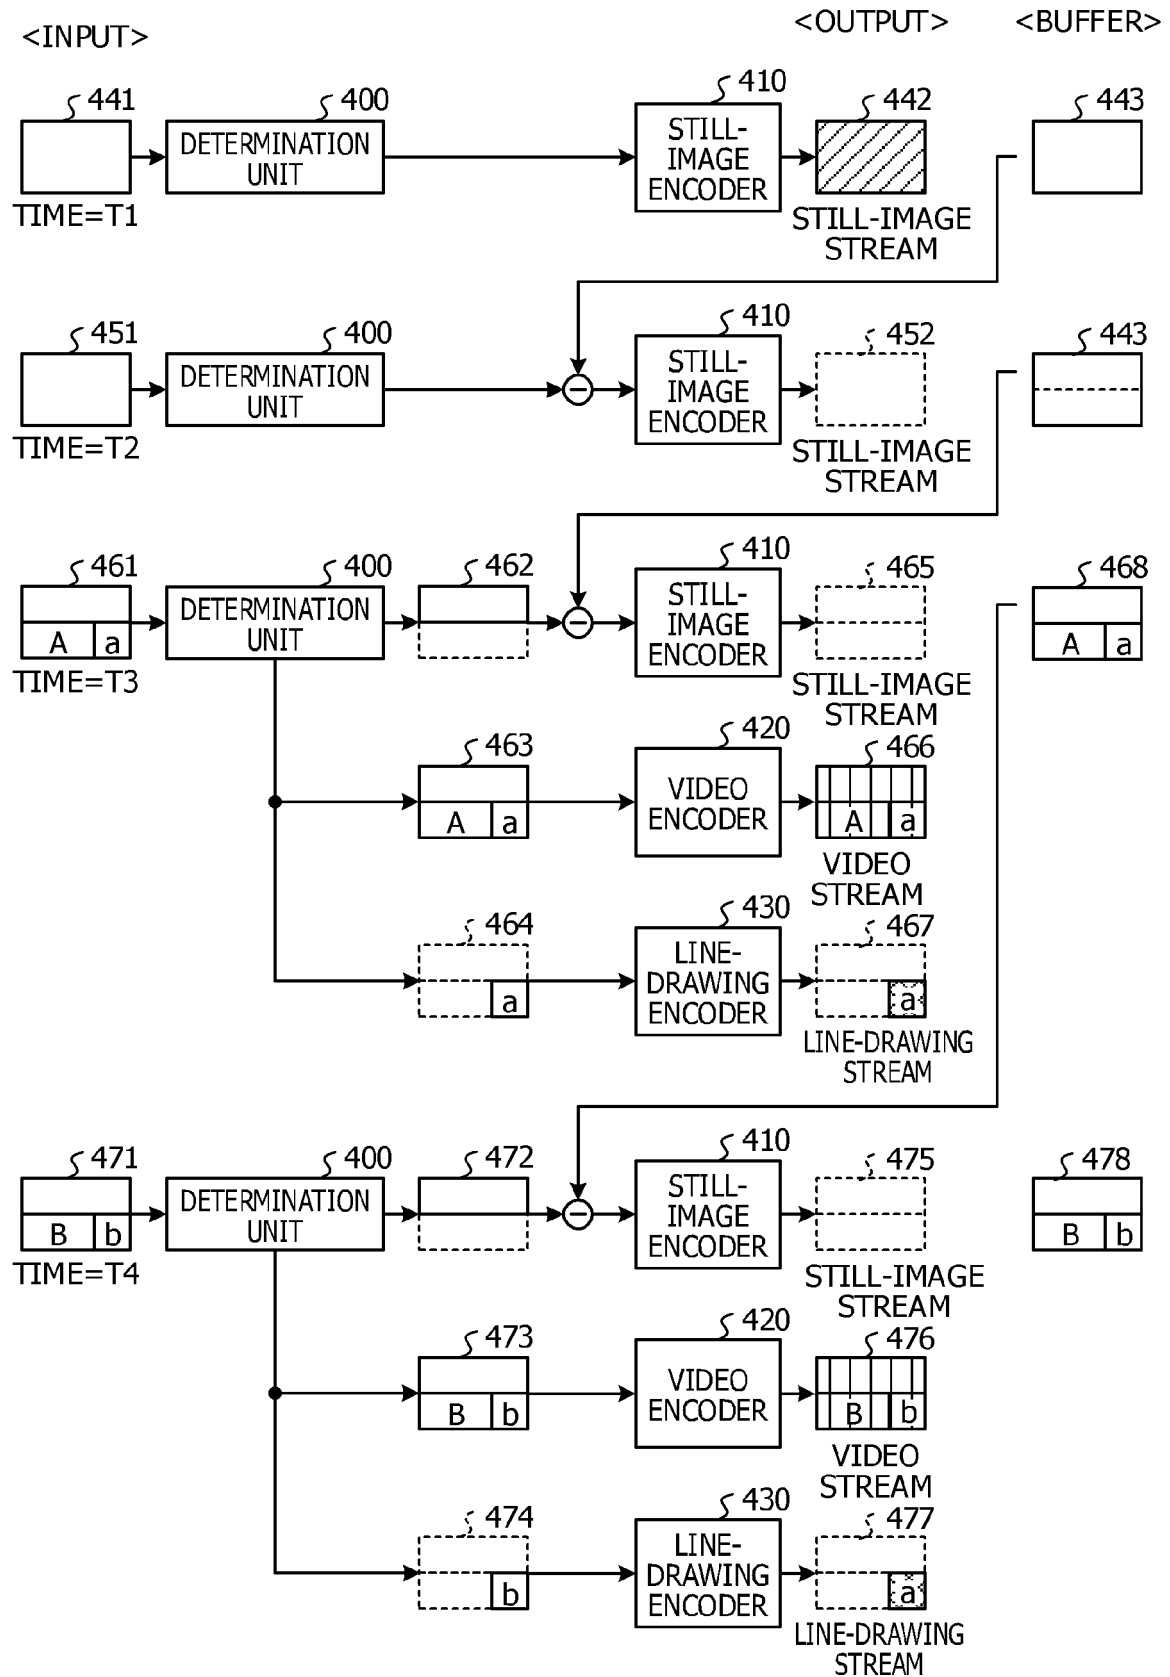 <INPUT>
<OUTPUT>
<BUFFER>
441
400
410
442
443
DETERMINATION
UNIT
STILL-
IMAGE
ENCODER
TIME=T1
STILL-IMAGE
STREAM
451
400
410
452
443
DETERMINATION
UNIT
STILL-
IMAGE
ENCODER
TIME=T2
STILL-IMAGE
STREAM
461
400
462
410
465
468
A a
DETERMINATION
UNIT
STILL-
IMAGE
ENCODER
A a
TIME=T3
STILL-IMAGE
STREAM
463
420
466
A a
VIDEO
ENCODER
A a
VIDEO
STREAM
464
430
467
a
LINE-
DRAWING
ENCODER
a
LINE-DRAWING
STREAM
471
400
472
410
475
478
B b
DETERMINATION
UNIT
STILL-
IMAGE
ENCODER
B b
TIME=T4
STILL-IMAGE
STREAM
473
420
476
B b
VIDEO
ENCODER
B b
VIDEO
STREAM
474
430
477
b
LINE-
DRAWING
ENCODER
a
LINE-DRAWING
STREAM